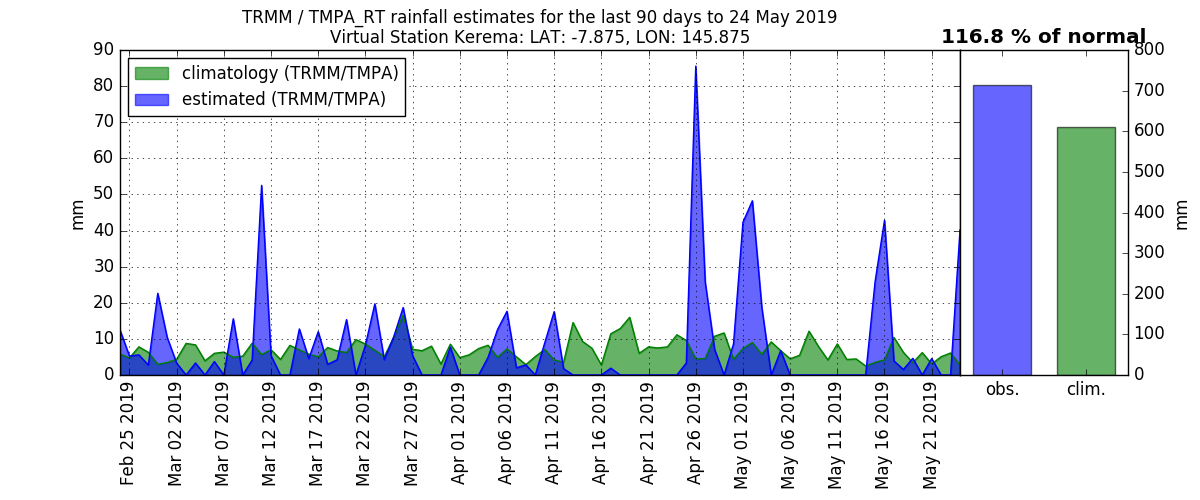 TRMM / TMPA_RT rainfall estimates for the last 90 days to 24 May 2019
Virtual Station Kerema: LAT: -7.875, LON: 145.875
116.8 % of normal
climatology (TRMM/TMPA)
estimated (TRMM/TMPA)
90
80
70
60
50
40
30
20
10
0
mm
Feb 25 2019
Mar 02 2019
Mar 07 2019
Mar 12 2019
Mar 17 2019
Mar 22 2019
Mar 27 2019
Apr 01 2019
Apr 06 2019
Apr 11 2019
Apr 16 2019
Apr 21 2019
Apr 26 2019
May 01 2019
May 06 2019
May 11 2019
May 16 2019
May 21 2019
obs.
clim.
800
700
600
500
400
300
200
100
0
mm